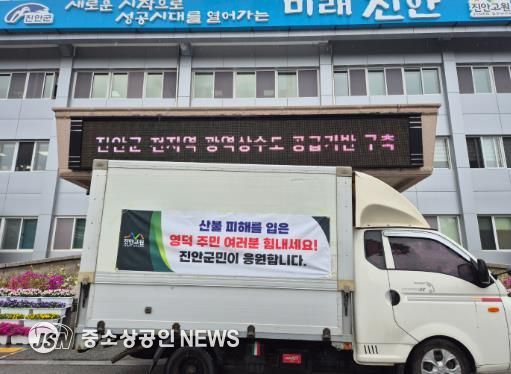 진안군
새로운 시작으로
성공시대를 열어가는
미래 진안
진안고원
진안군 전지역 광역상수도 공급기반 구축
진안고원
산불 피해를 입은
영덕 주민 여러분 힘내세요!
진안군민이 응원합니다.
JSN 중소상공인 NEWS